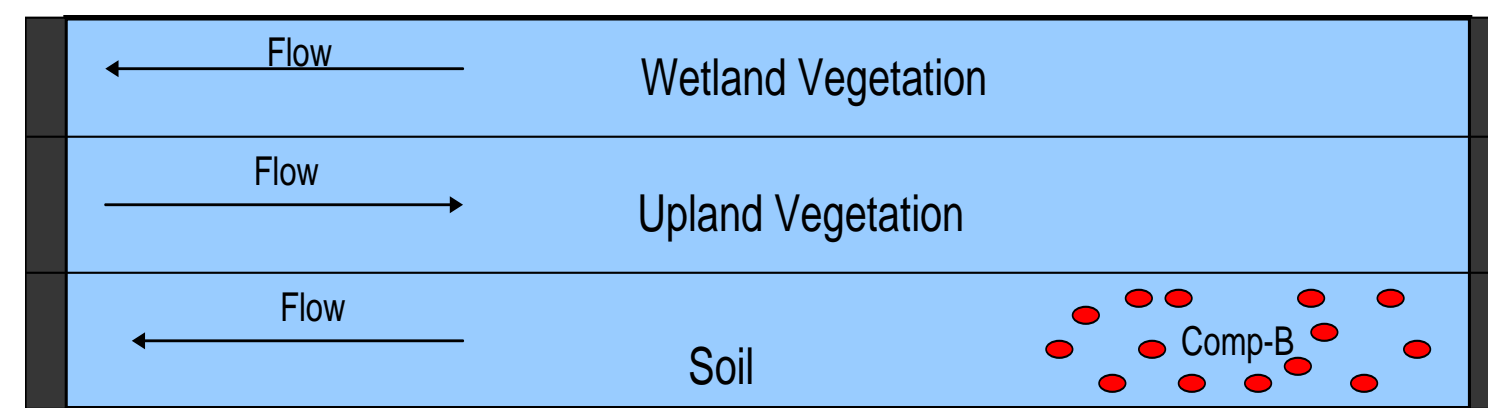 Flow
Wetland Vegetation
Flow
Upland Vegetation
Flow
Soil
Comp-B